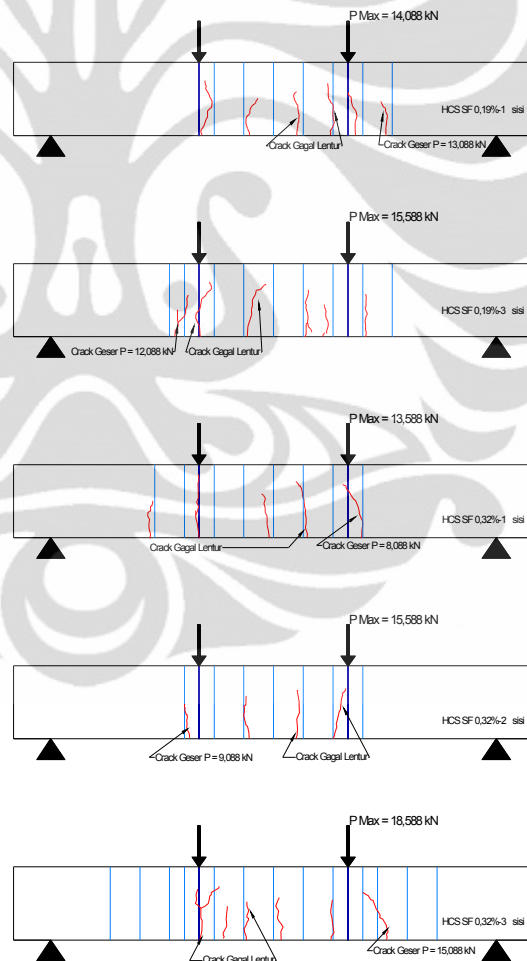 P Max = 14,088 kN
HCS SF 0,19%-1 sisi
Crack Gagal Lentur
Crack Geser P = 13,088 kN
P Max = 15,588 kN
HCS SF 0,19%-3 sisi
Crack Geser P = 12,088 kN
Crack Gagal Lentur
P Max = 13,588 kN
HCS SF 0,32%-1 sisi
Crack Gagal Lentur
Crack Geser P = 8,088 kN
P Max = 15,588 kN
HCS SF 0,32%-2 sisi
Crack Geser P = 9,088 kN
Crack Gagal Lentur
P Max = 18,588 kN
HCS SF 0,32%-3 sisi
Crack Geser P = 15,088 kN
Crack Gagal Lentur